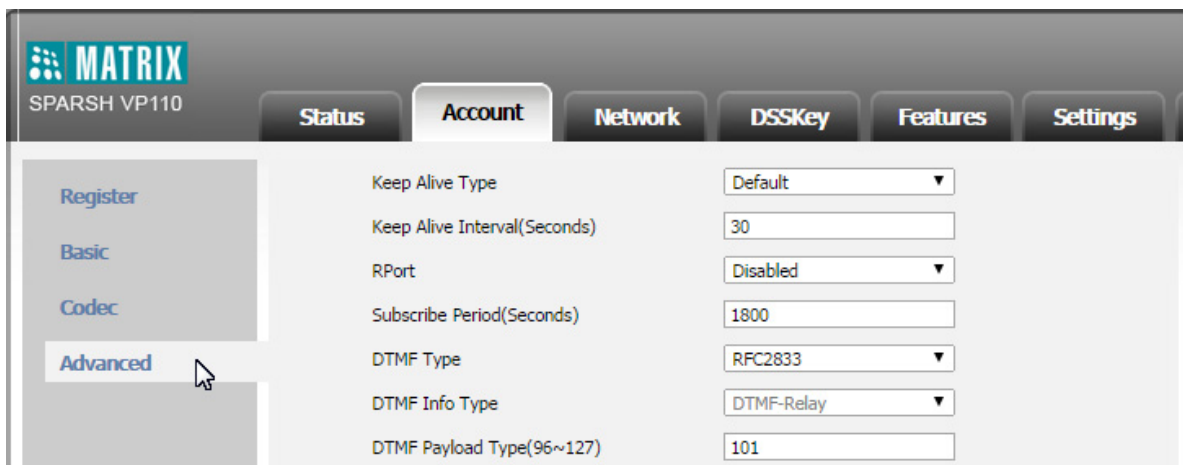 MATRIX
SPARSH VP110
Status Account Network DSSKey Features Settings
Register
Basic
Codec
Advanced
Keep Alive Type Default
Keep Alive Interval(Seconds) 30
RPort Disabled
Subscribe Period(Seconds) 1800
DTMF Type RFC2833
DTMF Info Type DTMF-Relay
DTMF Payload Type(96~127) 101